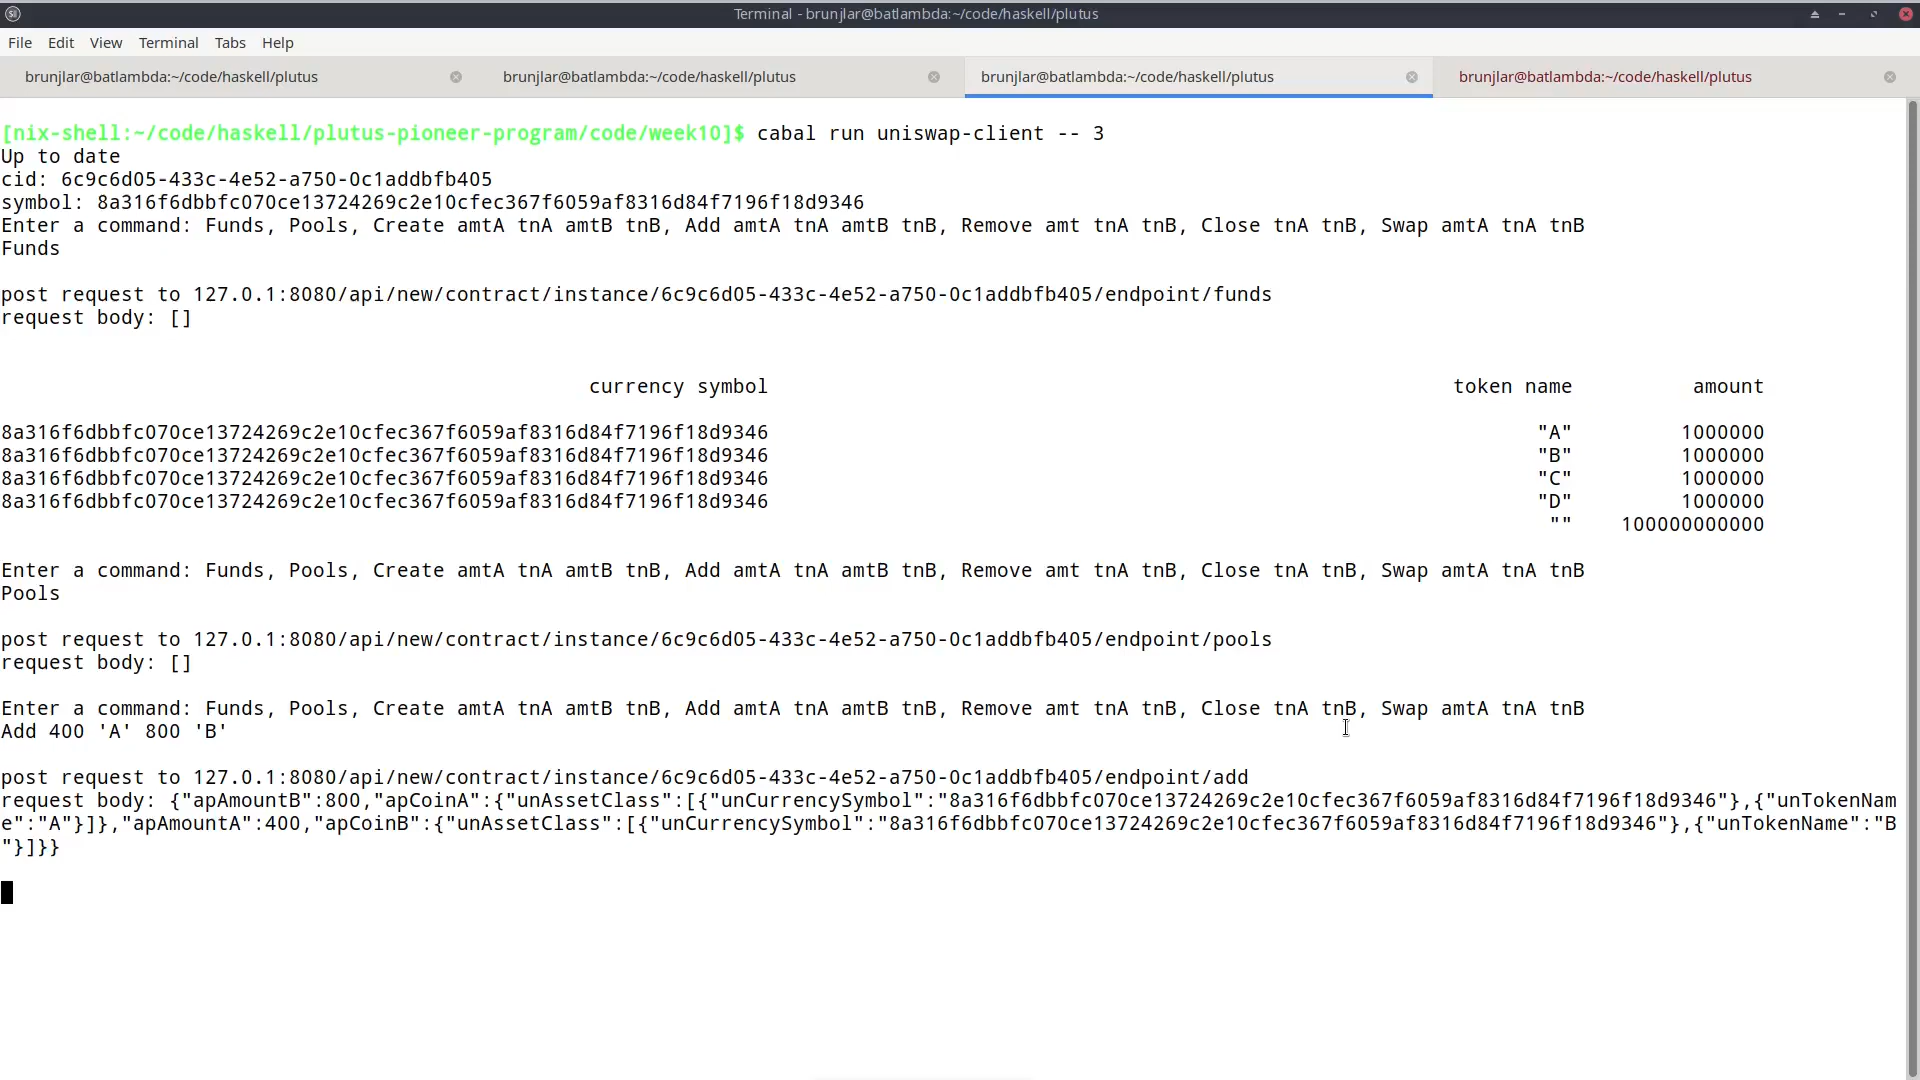 Terminal - brunjlar@batlambda:~/code/haskell/plutus
File Edit View Terminal Tabs Help
brunjlar@batlambda:~/code/haskell/plutus brunjlar@batlambda:~/code/haskell/plutus brunjlar@batlambda:~/code/haskell/plutus brunjlar@batlambda:~/code/haskell/plutus
[nix-shell:~/code/haskell/plutus-pioneer-program/code/week10]$ cabal run uniswap-client -- 3
Up to date
cid: 6c9c6d05-433c-4e52-a750-0c1addbfb405
symbol: 8a316f6dbbfc070ce13724269c2e10cfec367f6059af8316d84f7196f18d9346
Enter a command: Funds, Pools, Create amtA tnA amtB tnB, Add amtA tnA amtB tnB, Remove amt tnA tnB, Close tnA tnB, Swap amtA tnA tnB
Funds
post request to 127.0.1:8080/api/new/contract/instance/6c9c6d05-433c-4e52-a750-0c1addbfb405/endpoint/funds
request body: []
currency symbol token name amount
8a316f6dbbfc070ce13724269c2e10cfec367f6059af8316d84f7196f18d9346 "A" 1000000
8a316f6dbbfc070ce13724269c2e10cfec367f6059af8316d84f7196f18d9346 "B" 1000000
8a316f6dbbfc070ce13724269c2e10cfec367f6059af8316d84f7196f18d9346 "C" 1000000
8a316f6dbbfc070ce13724269c2e10cfec367f6059af8316d84f7196f18d9346 "D" 1000000
"" 100000000000
Enter a command: Funds, Pools, Create amtA tnA amtB tnB, Add amtA tnA amtB tnB, Remove amt tnA tnB, Close tnA tnB, Swap amtA tnA tnB
Pools
post request to 127.0.1:8080/api/new/contract/instance/6c9c6d05-433c-4e52-a750-0c1addbfb405/endpoint/pools
request body: []
Enter a command: Funds, Pools, Create amtA tnA amtB tnB, Add amtA tnA amtB tnB, Remove amt tnA tnB, Close tnA tnB, Swap amtA tnA tnB
Add 400 'A' 800 'B'
post request to 127.0.1:8080/api/new/contract/instance/6c9c6d05-433c-4e52-a750-0c1addbfb405/endpoint/add
request body: {"apAmountB":800,"apCoinA":{"unAssetClass":[{"unCurrencySymbol":"8a316f6dbbfc070ce13724269c2e10cfec367f6059af8316d84f7196f18d9346"},{"unTokenNam
e":"A"}]},"apAmountA":400,"apCoinB":{"unAssetClass":[{"unCurrencySymbol":"8a316f6dbbfc070ce13724269c2e10cfec367f6059af8316d84f7196f18d9346"},{"unTokenName":"B
"}]}}